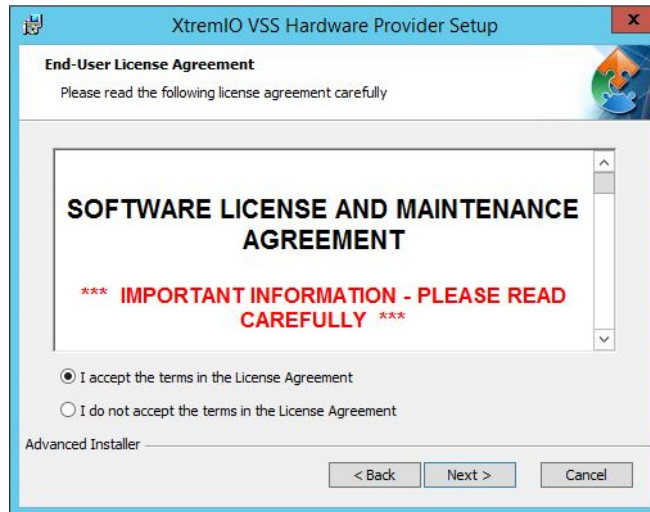 XtremIO VSS Hardware Provider Setup
x
End-User License Agreement
Please read the following license agreement carefully
SOFTWARE LICENSE AND MAINTENANCE
AGREEMENT
*** IMPORTANT INFORMATION - PLEASE READ
CAREFULLY ***
I accept the terms in the License Agreement
I do not accept the terms in the License Agreement
Advanced Installer
< Back Next > Cancel